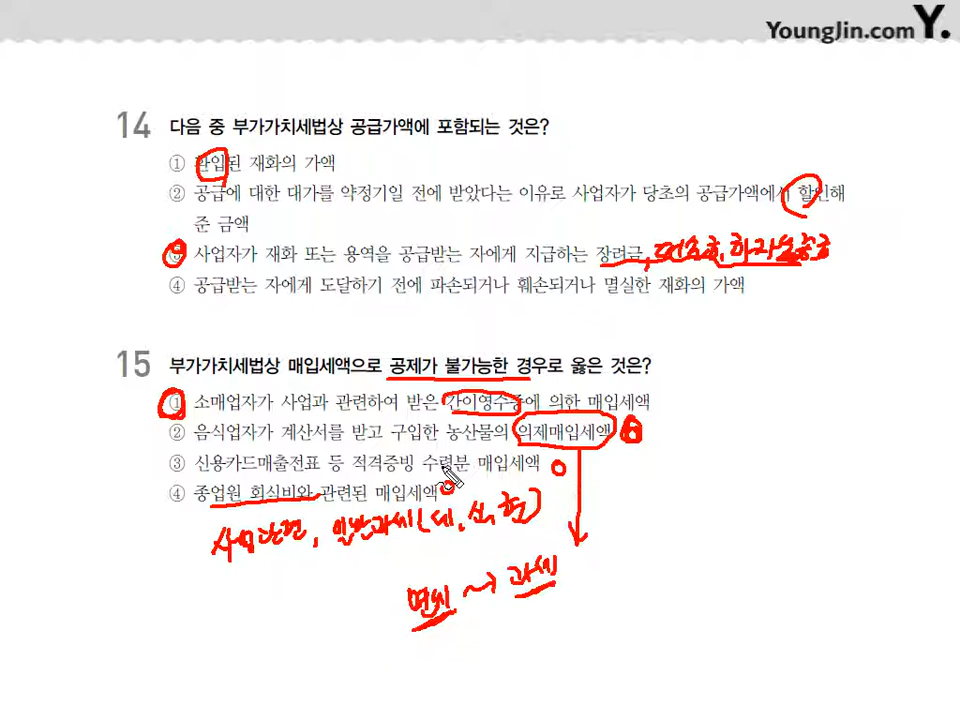 YoungJin.com Y.
14 다음 중 부가가치세법상 공급가액에 포함되는 것은?
① 환입된 재화의 가액
② 공급에 대한 대가를 약정기일 전에 받았다는 이유로 사업자가 당초의 공급가액에서 할인해
준 금액
③ 사업자가 재화 또는 용역을 공급받는 자에게 지급하는 장려금,
④ 공급받는 자에게 도달하기 전에 파손되거나 훼손되거나 멸실한 재화의 가액
15 부가가치세법상 매입세액으로 공제가 불가능한 경우로 옳은 것은?
① 소매업자가 사업과 관련하여 받은 간이영수증에 의한 매입세액
② 음식업자가 계산서를 받고 구입한 농산물의 의제매입세액
③ 신용카드매출전표 등 적격증빙 수령분 매입세액
④ 종업원 회식비와 관련된 매입세액
사업관련, 일반과세(세, 신, 현)
면세 → 과세